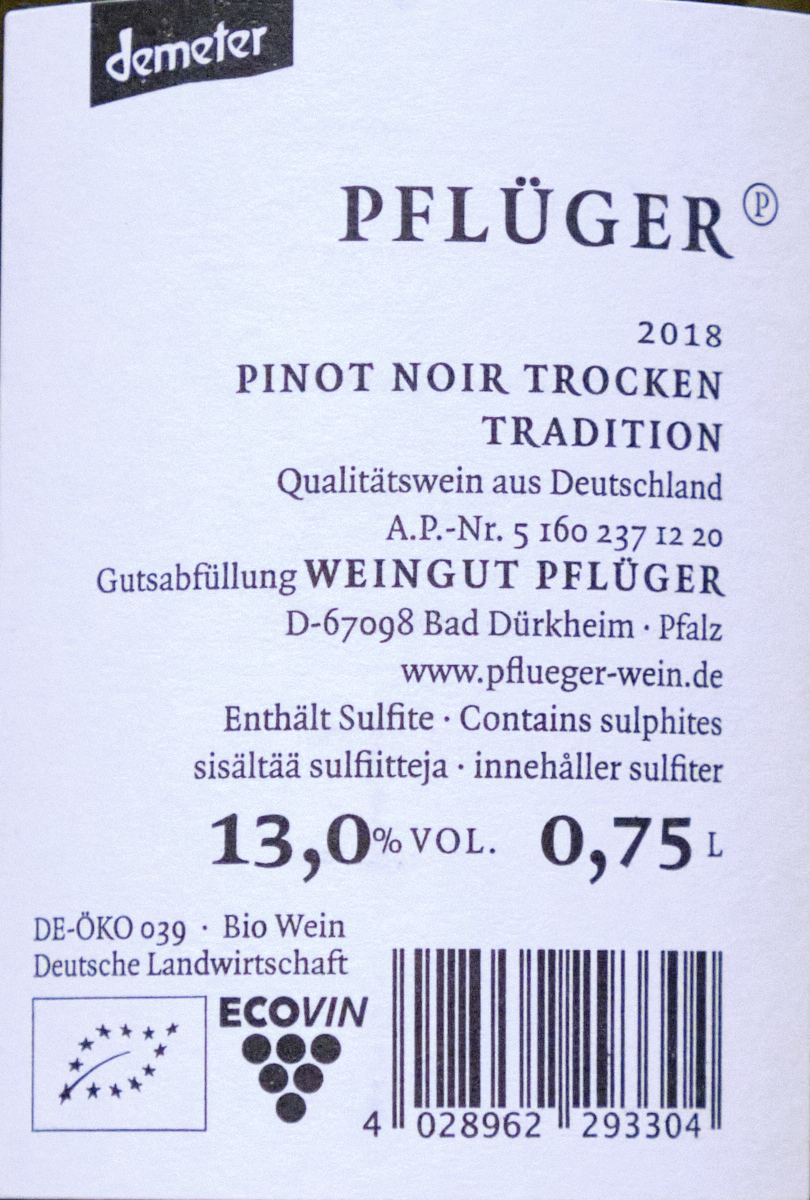 demeter
PFLÜGER Ⓟ
2018
PINOT NOIR TROCKEN
TRADITION
Qualitätswein aus Deutschland
A.P.-Nr. 5 160 237 12 20
Gutsabfüllung WEINGUT PFLÜGER
D-67098 Bad Dürkheim · Pfalz
www.pflueger-wein.de
Enthält Sulfite · Contains sulphites
sisältää sulfiitteja · innehåller sulfiter
13,0% VOL. 0,75 L
DE-ÖKO 039 · Bio Wein
Deutsche Landwirtschaft
ECOVIN
4 028962 293304